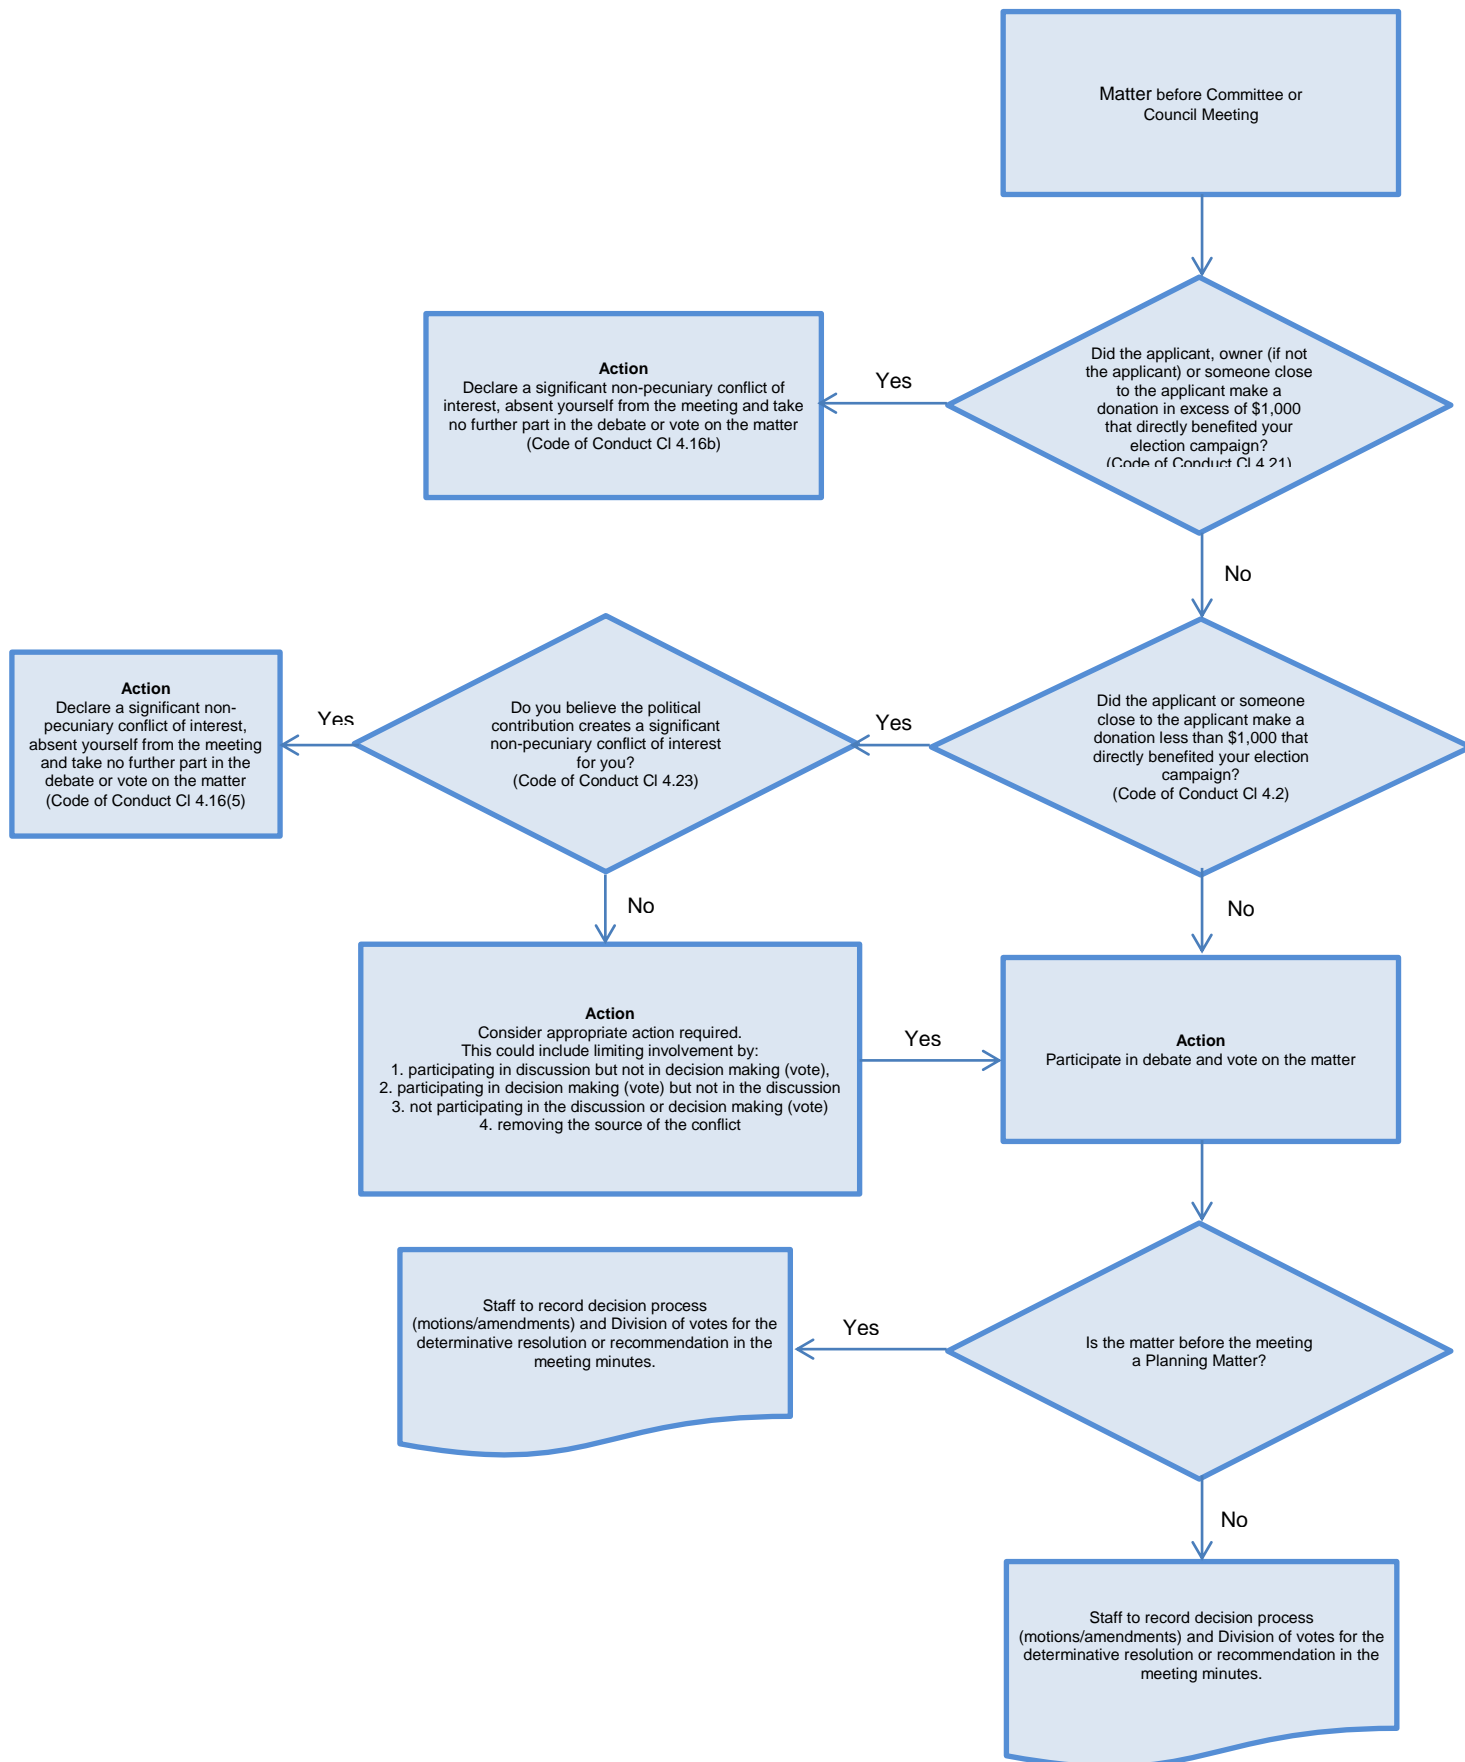 Matter before Committee or
Council Meeting
Did the applicant, owner (if not
the applicant) or someone close
to the applicant make a
donation in excess of $1,000
that directly benefited your
election campaign?
(Code of Conduct Cl 4.21)
Yes
Action
Declare a significant non-pecuniary conflict of
interest, absent yourself from the meeting and take
no further part in the debate or vote on the matter
(Code of Conduct Cl 4.16b)
No
Did the applicant or someone
close to the applicant make a
donation less than $1,000 that
directly benefited your election
campaign?
(Code of Conduct Cl 4.2)
Yes
Do you believe the political
contribution creates a significant
non-pecuniary conflict of interest
for you?
(Code of Conduct Cl 4.23)
Yes
Action
Declare a significant non-
pecuniary conflict of interest,
absent yourself from the meeting
and take no further part in the
debate or vote on the matter
(Code of Conduct Cl 4.16(5)
No
No
Action
Consider appropriate action required.
This could include limiting involvement by:
1. participating in discussion but not in decision making (vote),
2. participating in decision making (vote) but not in the discussion
3. not participating in the discussion or decision making (vote)
4. removing the source of the conflict
Yes
Action
Participate in debate and vote on the matter
Is the matter before the meeting
a Planning Matter?
Yes
Staff to record decision process
(motions/amendments) and Division of votes for the
determinative resolution or recommendation in the
meeting minutes.
No
Staff to record decision process
(motions/amendments) and Division of votes for the
determinative resolution or recommendation in the
meeting minutes.